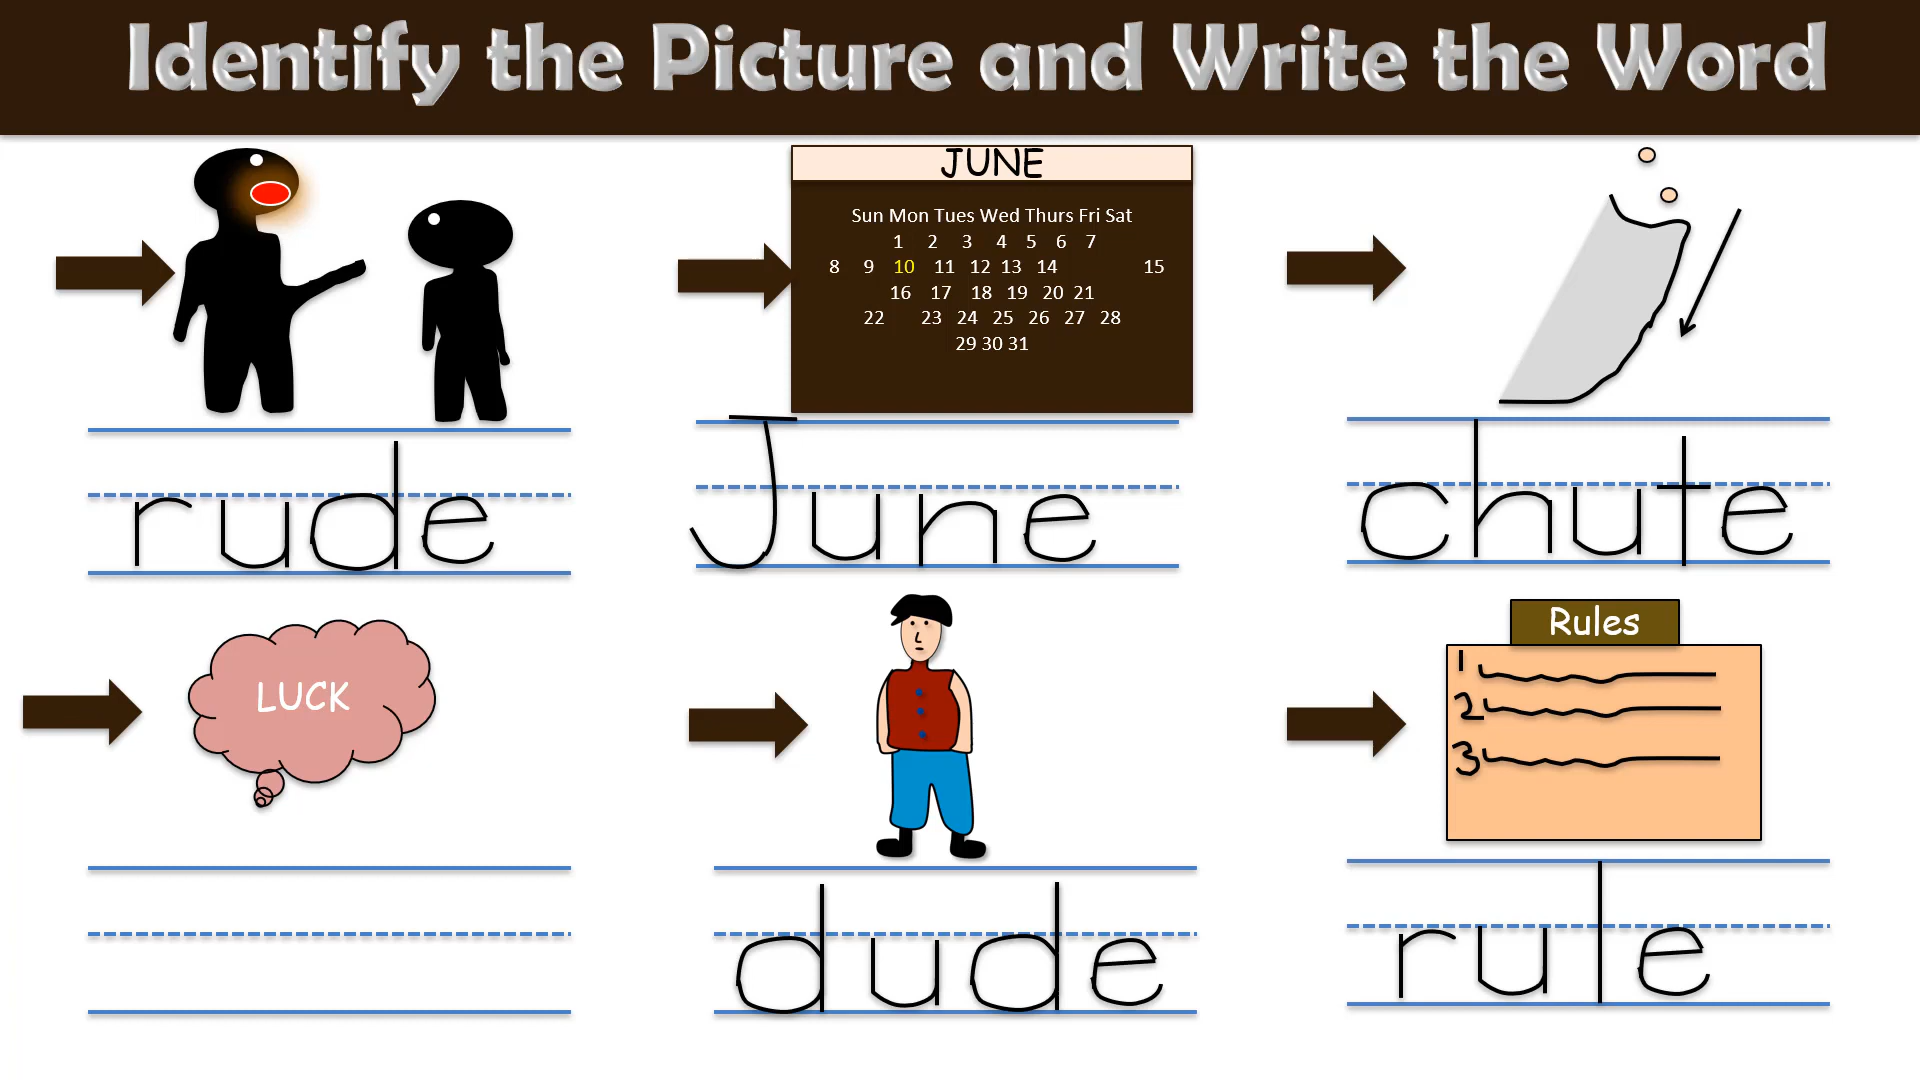 Identify the Picture and Write the Word
JUNE
Sun Mon Tues Wed Thurs Fri Sat
1 2 3 4 5 6 7
8 9 10 11 12 13 14 15
16 17 18 19 20 21
22 23 24 25 26 27 28
29 30 31
rude
June
chute
LUCK
Rules
1
2
3
dude
rule